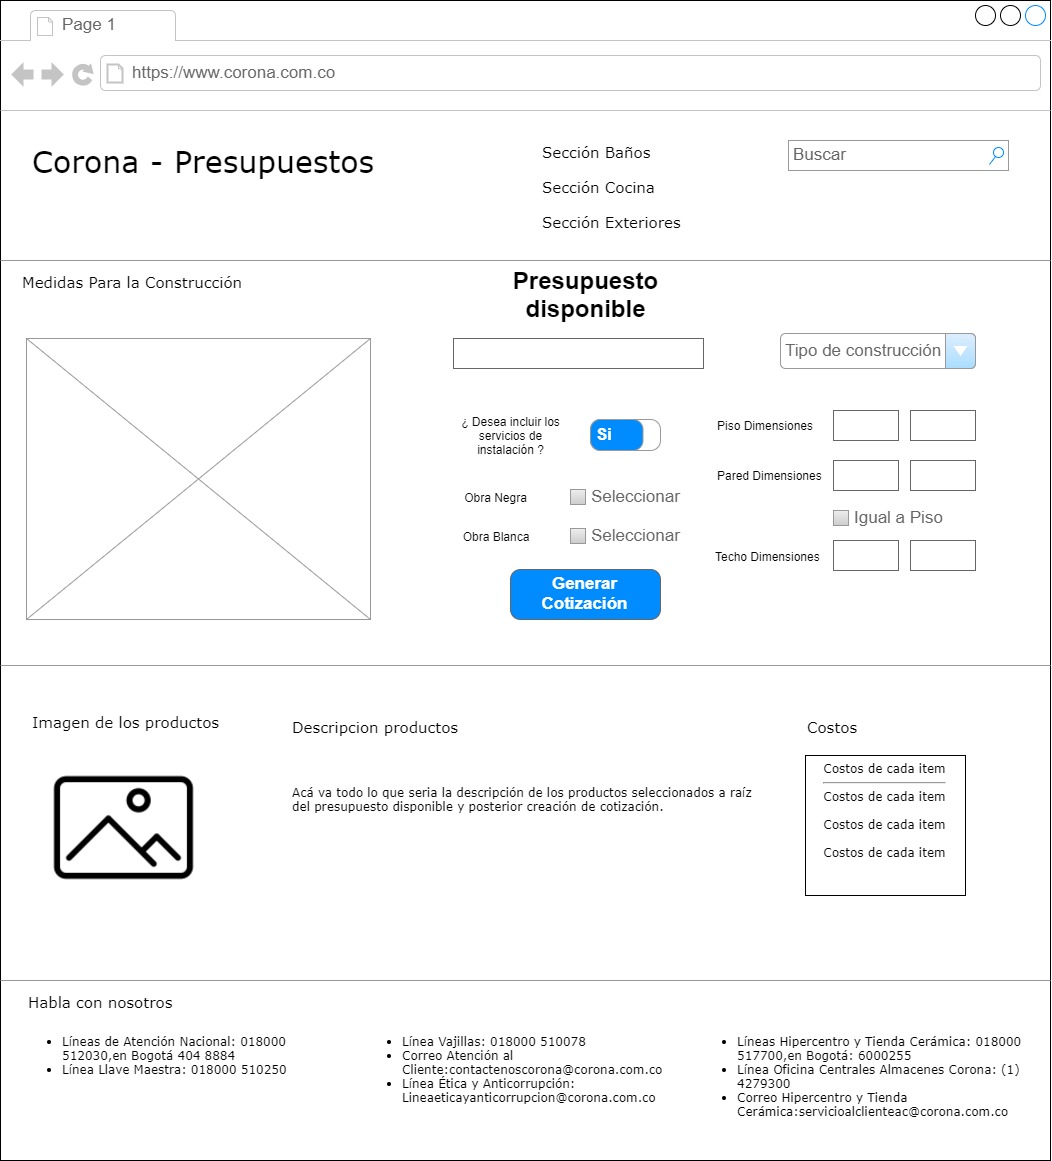 Page 1
https://www.corona.com.co
Corona - Presupuestos
Sección Baños
Sección Cocina
Sección Exteriores
Buscar
Medidas Para la Construcción
Presupuesto
disponible
Tipo de construcción
¿ Desea incluir los
servicios de
instalación ?
Si
Obra Negra
Seleccionar
Obra Blanca
Seleccionar
Generar
Cotización
Piso Dimensiones
Pared Dimensiones
Igual a Piso
Techo Dimensiones
Imagen de los productos
Descripcion productos
Acá va todo lo que seria la descripción de los productos seleccionados a raíz
del presupuesto disponible y posterior creación de cotización.
Costos
Costos de cada item
Costos de cada item
Costos de cada item
Costos de cada item
Habla con nosotros
• Líneas de Atención Nacional: 018000
512030,en Bogotá 404 8884
• Línea Llave Maestra: 018000 510250
• Línea Vajillas: 018000 510078
• Correo Atención al
Cliente:contactenoscorona@corona.com.co
• Línea Ética y Anticorrupción:
Lineaeticayanticorrupcion@corona.com.co
• Líneas Hipercentro y Tienda Cerámica: 018000
517700,en Bogotá: 6000255
• Línea Oficina Centrales Almacenes Corona: (1)
4279300
• Correo Hipercentro y Tienda
Cerámica:servicioalclienteac@corona.com.co